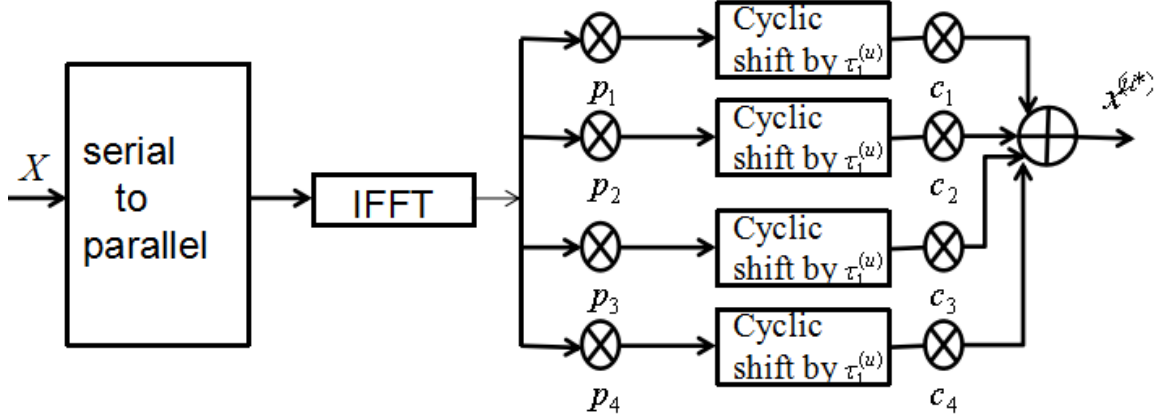 X
serial
to
parallel
IFFT
p₁
Cyclic
shift by τ₁⁽ᵘ⁾
c₁
p₂
Cyclic
shift by τ₁⁽ᵘ⁾
c₂
p₃
Cyclic
shift by τ₁⁽ᵘ⁾
c₃
p₄
Cyclic
shift by τ₁⁽ᵘ⁾
c₄